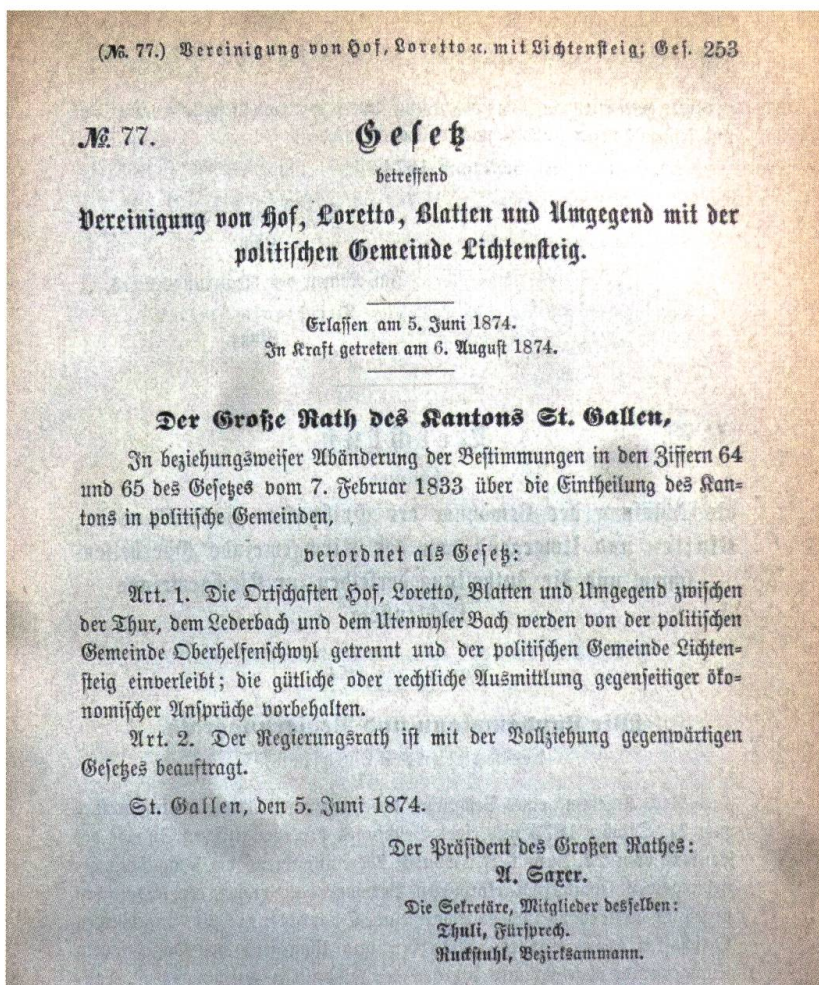 (№. 77.) Vereinigung von Hof, Loretto ꝛc. mit Lichtensteig; Ges. 253
№. 77. Gesetz
betreffend
Vereinigung von Hof, Loretto, Blatten und Umgegend mit der
politischen Gemeinde Lichtensteig.
Erlassen am 5. Juni 1874.
In Kraft getreten am 6. August 1874.
Der Große Rath des Kantons St. Gallen,
In beziehungsweiser Abänderung der Bestimmungen in den Ziffern 64
und 65 des Gesetzes vom 7. Februar 1833 über die Eintheilung des Kan-
tons in politische Gemeinden,
verordnet als Gesetz:
Art. 1. Die Ortschaften Hof, Loretto, Blatten und Umgegend zwischen
der Thur, dem Lederbach und dem Utenwyler Bach werden von der politischen
Gemeinde Oberhelfenschwyl getrennt und der politischen Gemeinde Lichten-
steig einverleibt; die gütliche oder rechtliche Ausmittlung gegenseitiger öko-
nomischer Ansprüche vorbehalten.
Art. 2. Der Regierungsrath ist mit der Vollziehung gegenwärtigen
Gesetzes beauftragt.
St. Gallen, den 5. Juni 1874.
Der Präsident des Großen Rathes:
A. Saxer.
Die Sekretäre, Mitglieder desselben:
Thuli, Fürsprech.
Ruckstuhl, Bezirksammann.